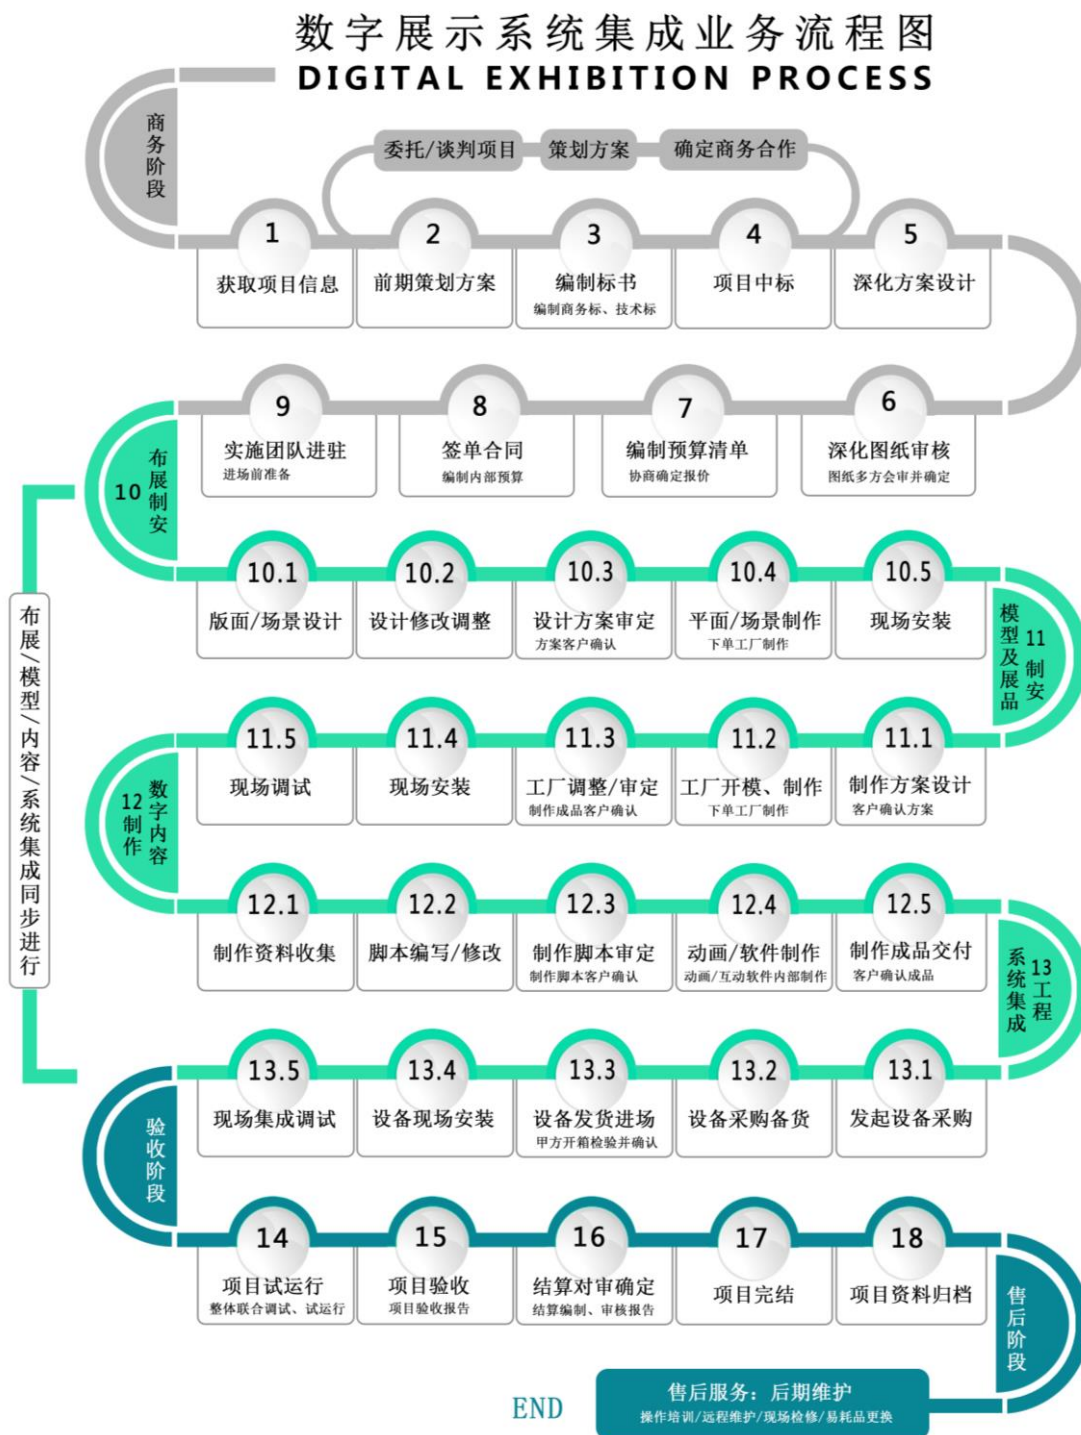 数字展示系统集成业务流程图
DIGITAL EXHIBITION PROCESS
商务阶段
委托/谈判项目
策划方案
确定商务合作
1
获取项目信息
2
前期策划方案
3
编制标书
编制商务标、技术标
4
项目中标
5
深化方案设计
6
深化图纸审核
图纸多方会审并确定
7
编制预算清单
协商确定报价
8
签单合同
编制内部预算
9
实施团队进驻
进场前准备
10
布展制安
布展/模型/内容/系统集成同步进行
10.1
版面/场景设计
10.2
设计修改调整
10.3
设计方案审定
方案客户确认
10.4
平面/场景制作
下单工厂制作
10.5
现场安装
模型及展品
11
制安
11.1
制作方案设计
客户确认方案
11.2
工厂开模、制作
下单工厂制作
11.3
工厂调整/审定
制作成品客户确认
11.4
现场安装
11.5
现场调试
数字内容
12
制作
12.1
制作资料收集
12.2
脚本编写/修改
12.3
制作脚本审定
制作脚本客户确认
12.4
动画/软件制作
动画/互动软件内部制作
12.5
制作成品交付
客户确认成品
系统集成
13
工程
13.1
发起设备采购
13.2
设备采购备货
13.3
设备发货进场
甲方开箱检验并确认
13.4
设备现场安装
13.5
现场集成调试
验收阶段
14
项目试运行
整体联合调试、试运行
15
项目验收
项目验收报告
16
结算对审确定
结算编制、审核报告
17
项目完结
18
项目资料归档
售后阶段
售后服务：后期维护
操作培训/远程维护/现场检修/易耗品更换
END